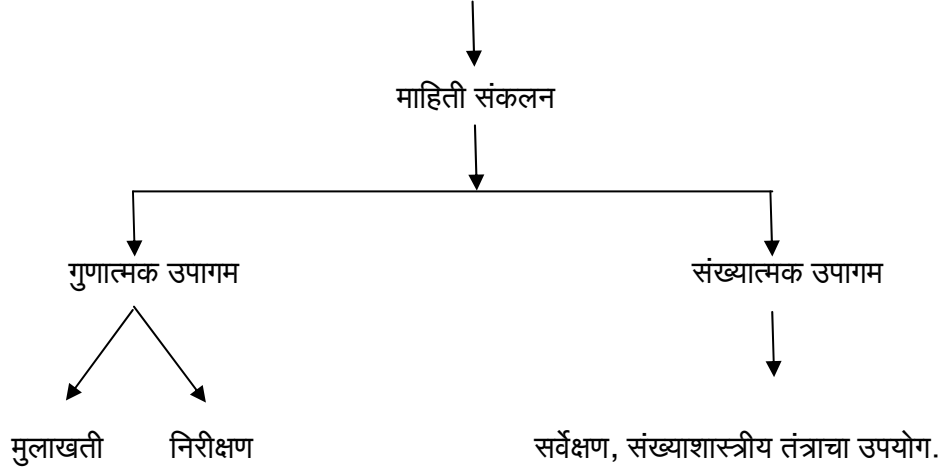 माहिती संकलन
गुणात्मक उपागम संख्यात्मक उपागम
मुलाखती निरीक्षण सर्वेक्षण, संख्याशास्त्रीय तंत्राचा उपयोग.